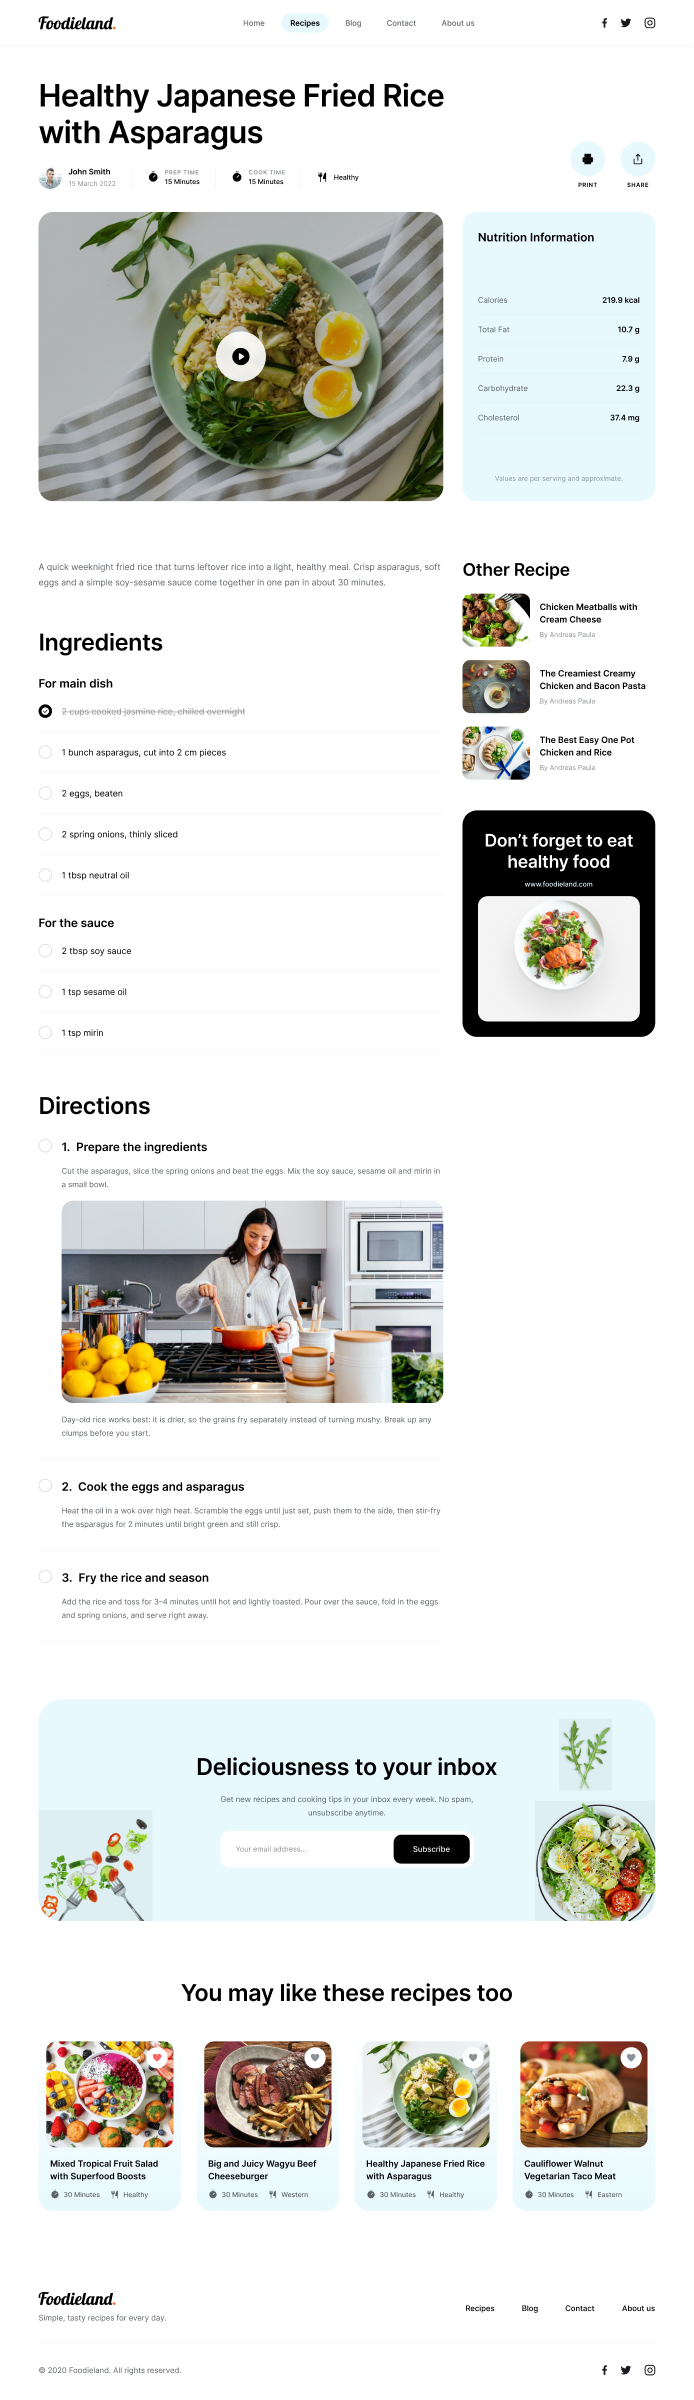 Foodieland.
Home Recipes Blog Contact About us
Healthy Japanese Fried Rice
with Asparagus
John Smith
15 March 2022
PREP TIME
15 Minutes
COOK TIME
15 Minutes
Healthy
PRINT
SHARE
Nutrition Information
Calories 219.9 kcal
Total Fat 10.7 g
Protein 7.9 g
Carbohydrate 22.3 g
Cholesterol 37.4 mg
Values are per serving and approximate.
A quick weeknight fried rice that turns leftover rice into a light, healthy meal. Crisp asparagus, soft
eggs and a simple soy-sesame sauce come together in one pan in about 30 minutes.
Ingredients
For main dish
2 cups cooked jasmine rice, chilled overnight
1 bunch asparagus, cut into 2 cm pieces
2 eggs, beaten
2 spring onions, thinly sliced
1 tbsp neutral oil
For the sauce
2 tbsp soy sauce
1 tsp sesame oil
1 tsp mirin
Other Recipe
Chicken Meatballs with
Cream Cheese
By Andreas Paula
The Creamiest Creamy
Chicken and Bacon Pasta
By Andreas Paula
The Best Easy One Pot
Chicken and Rice
By Andreas Paula
Don't forget to eat
healthy food
www.foodieland.com
Directions
1. Prepare the ingredients
Cut the asparagus, slice the spring onions and beat the eggs. Mix the soy sauce, sesame oil and mirin in
a small bowl.
Day-old rice works best: it is drier, so the grains fry separately instead of turning mushy. Break up any
clumps before you start.
2. Cook the eggs and asparagus
Heat the oil in a wok over high heat. Scramble the eggs until just set, push them to the side, then stir-fry
the asparagus for 2 minutes until bright green and still crisp.
3. Fry the rice and season
Add the rice and toss for 3–4 minutes until hot and lightly toasted. Pour over the sauce, fold in the eggs
and spring onions, and serve right away.
Deliciousness to your inbox
Get new recipes and cooking tips in your inbox every week. No spam,
unsubscribe anytime.
Your email address...
Subscribe
You may like these recipes too
Mixed Tropical Fruit Salad
with Superfood Boosts
30 Minutes Healthy
Big and Juicy Wagyu Beef
Cheeseburger
30 Minutes Western
Healthy Japanese Fried Rice
with Asparagus
30 Minutes Healthy
Cauliflower Walnut
Vegetarian Taco Meat
30 Minutes Eastern
Foodieland.
Simple, tasty recipes for every day.
Recipes Blog Contact About us
© 2020 Foodieland. All rights reserved.